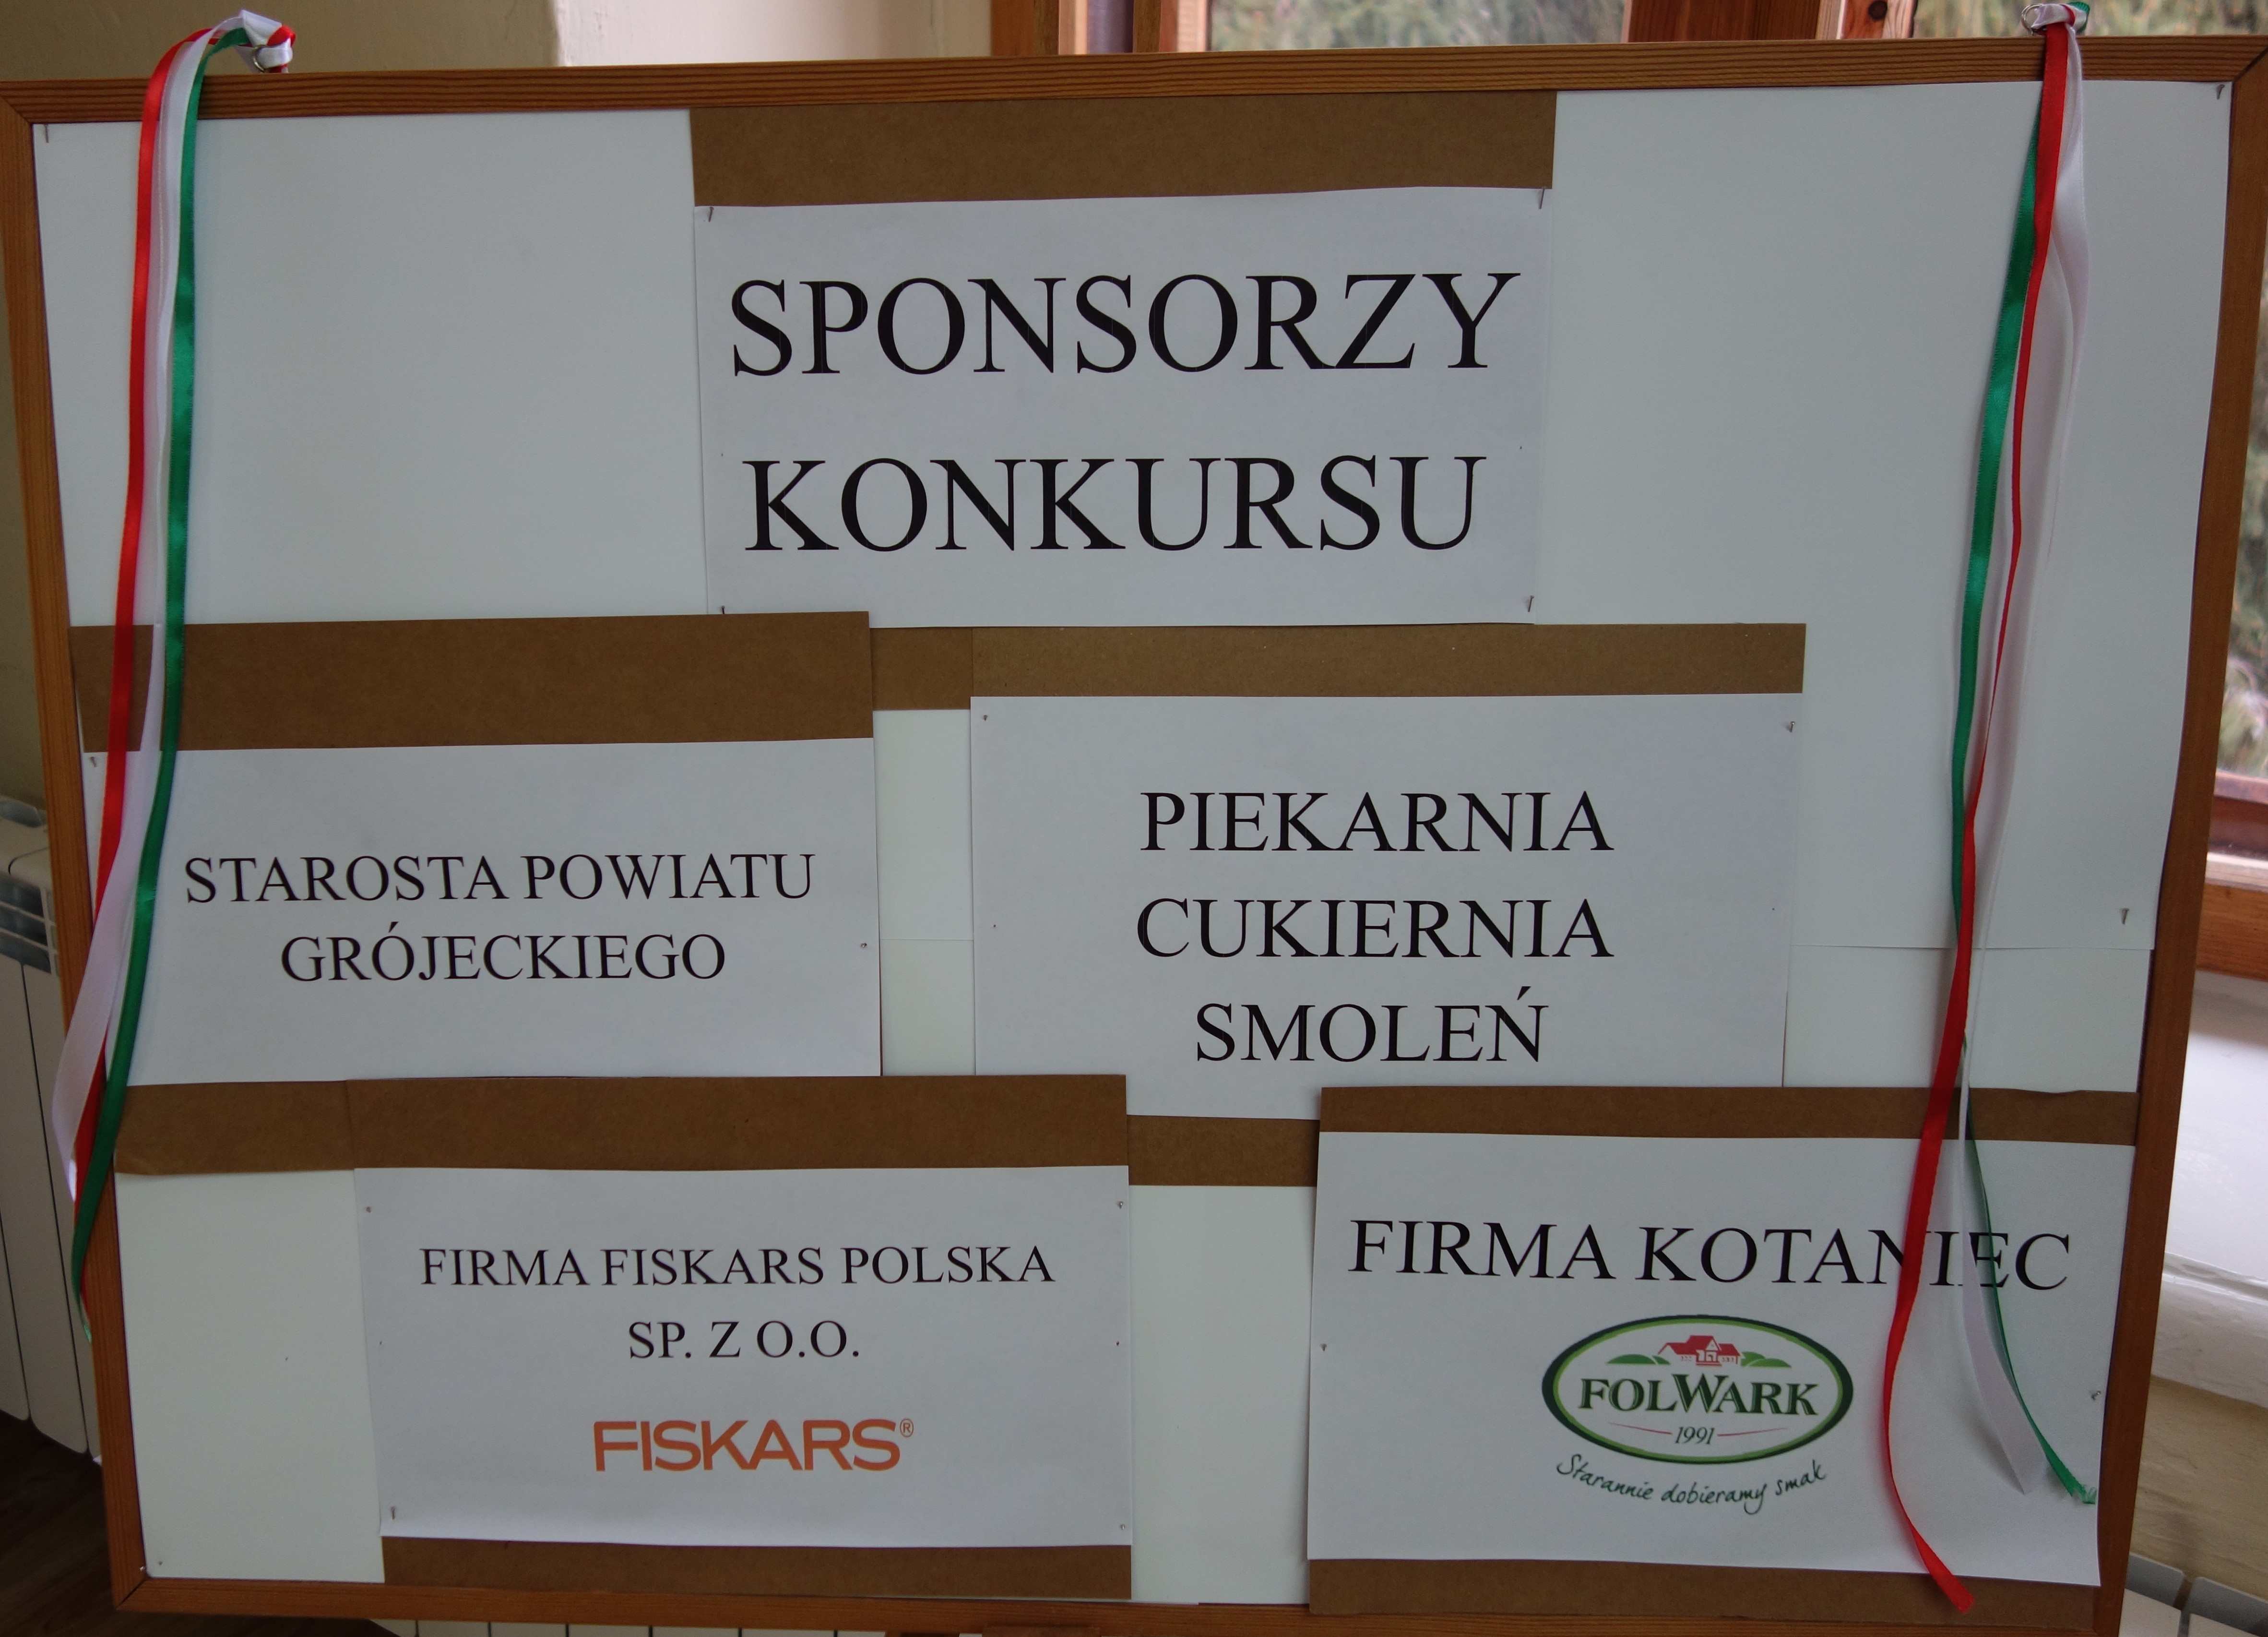 SPONSORZY
KONKURSU
STAROSTA POWIATU
GRÓJECKIEGO
PIEKARNIA
CUKIERNIA
SMOLEŃ
FIRMA FISKARS POLSKA
SP. Z O.O.
FISKARS®
FIRMA KOTANIEC
FOLWARK
1991
Starannie dobieramy smak